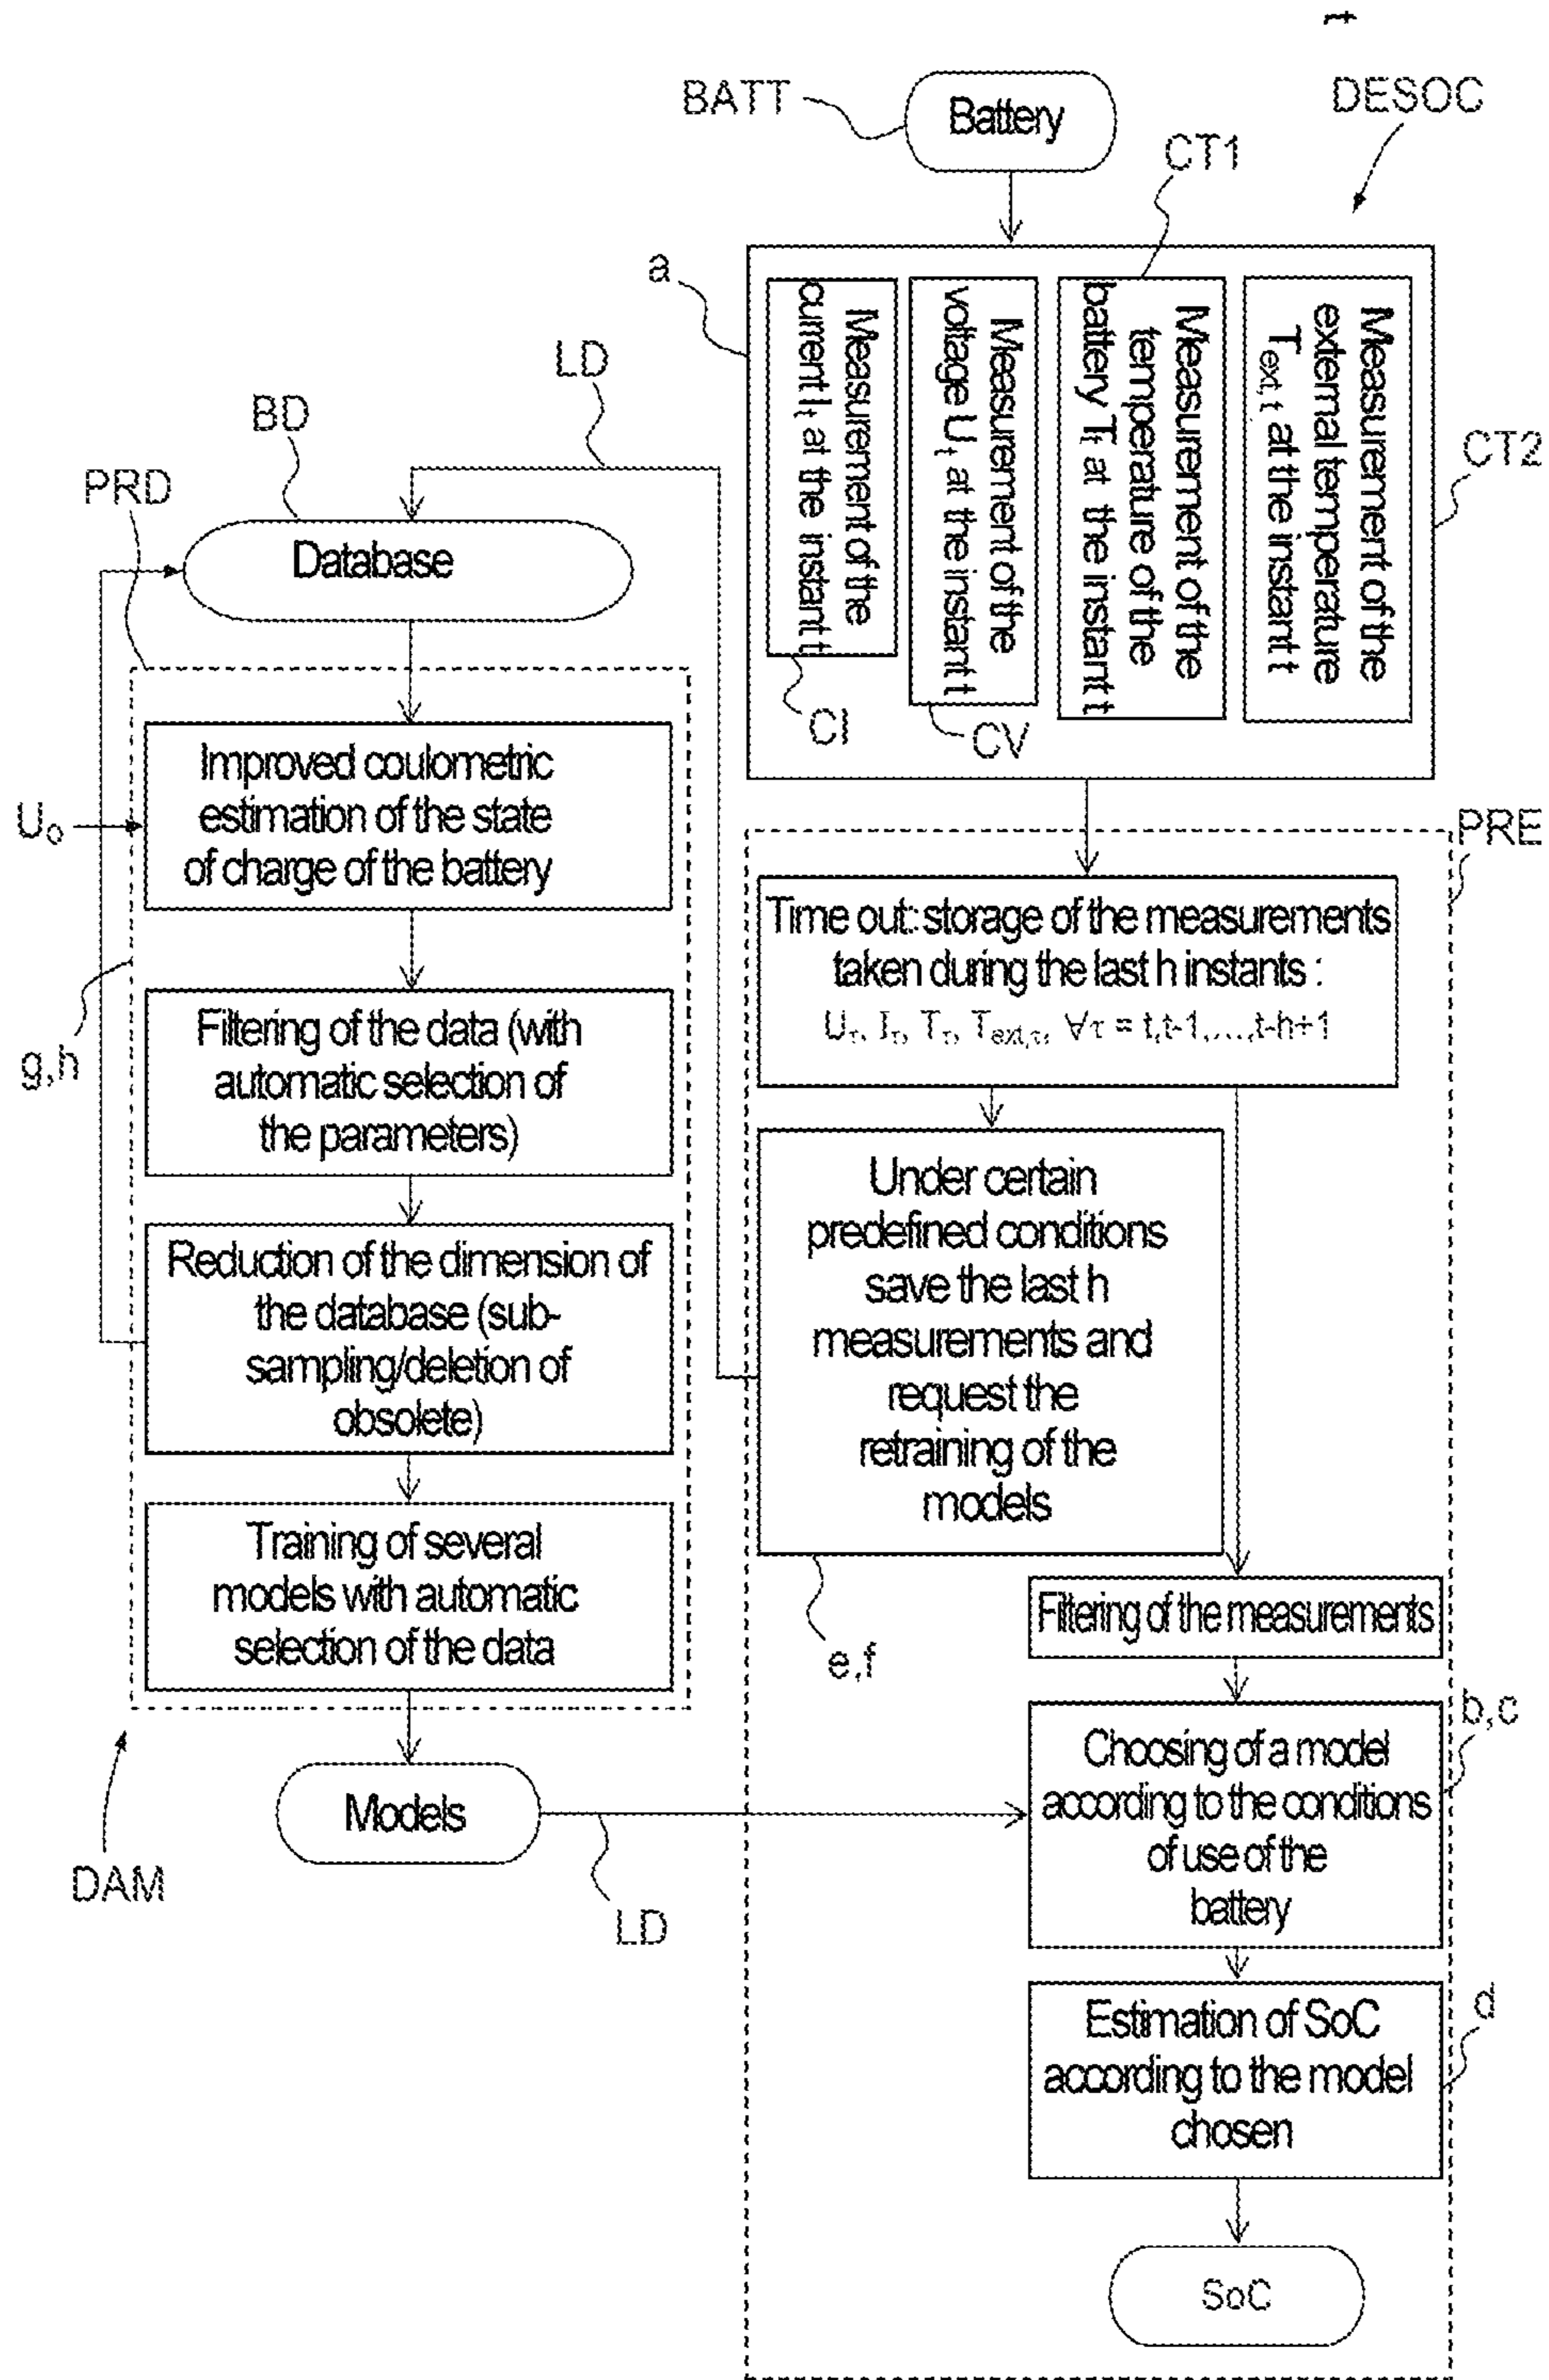 BATT
Battery
DESOC
CT1
a
Measurement of the
current I t at the instant t
Measurement of the
voltage U t at the instant t
Measurement of the
temperature of the
battery T t at the instant t
Measurement of the
external temperature
T ext, t at the instant t
CT2
CI
CV
LD
BD
PRD
Database
U0
Improved coulometric
estimation of the state
of charge of the battery
g,h
Filtering of the data (with
automatic selection of
the parameters)
Reduction of the dimension of
the database (sub-
sampling/deletion of
obsolete)
Training of several
models with automatic
selection of the data
DAM
Models
LD
PRE
Time out: storage of the measurements
taken during the last h instants :
Uτ, Iτ, Tτ, Text,τ, ∀τ = t,t-1,...,t-h+1
Under certain
predefined conditions
save the last h
measurements and
request the
retraining of the
models
e,f
Filtering of the measurements
b,c
Choosing of a model
according to the conditions
of use of the
battery
d
Estimation of SoC
according to the model
chosen
SoC